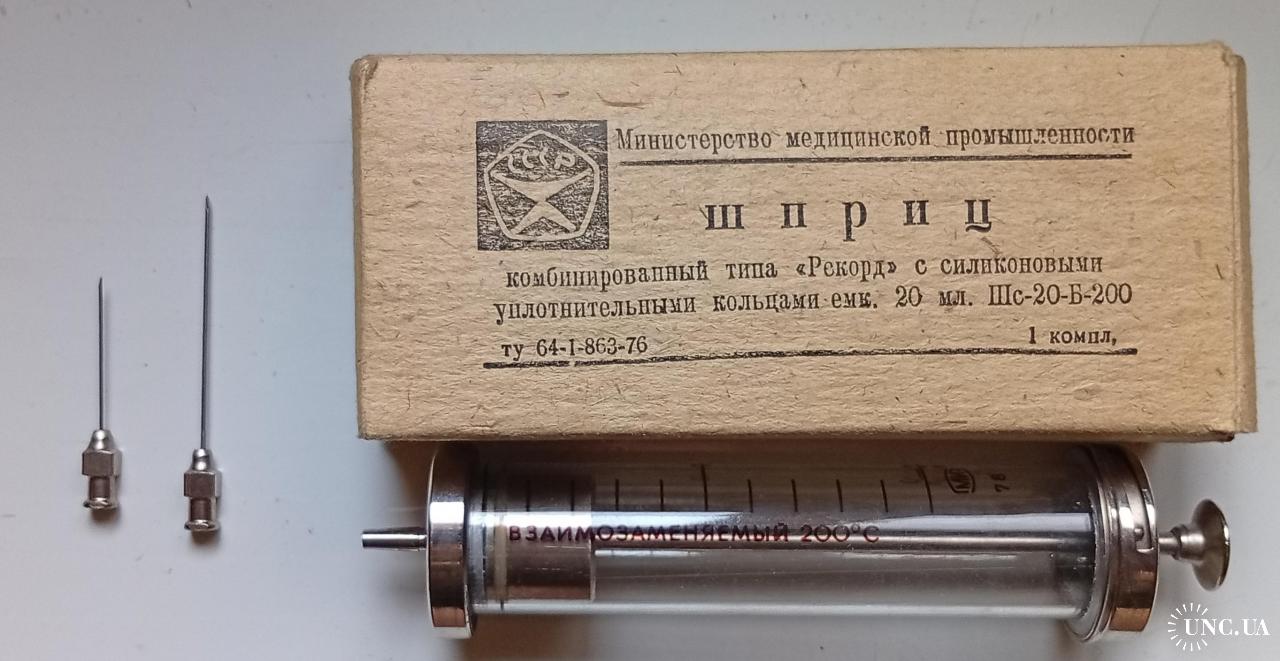 СССР
Министерство медицинской промышленности
шприц
комбинированный типа «Рекорд» с силиконовыми
уплотнительными кольцами емк. 20 мл. Шс-20-Б-200
ту 64-1-863-76
1 компл,
78
ВЗАИМОЗАМЕНЯЕМЫЙ 200°C
UNC.UA